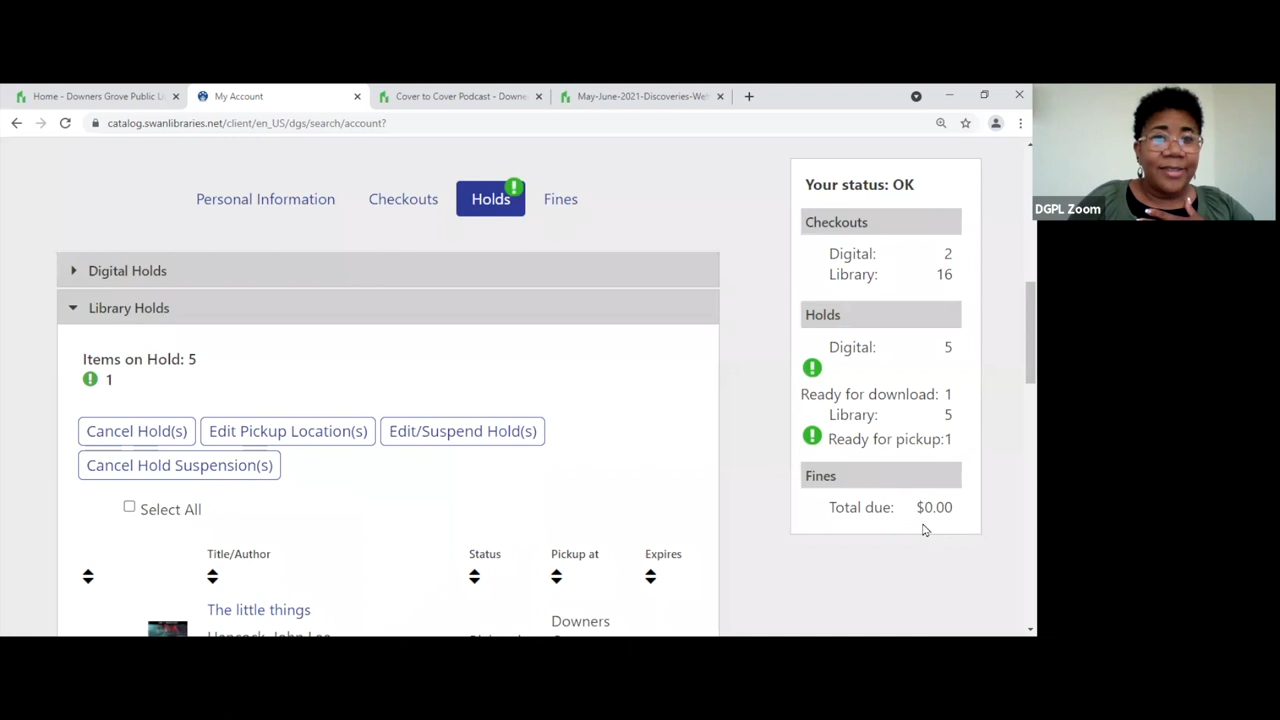 Home - Downers Grove Public Li
My Account
Cover to Cover Podcast - Downe
May-June-2021-Discoveries-Web
catalog.swanlibraries.net/client/en_US/dgs/search/account?
DGPL Zoom
Personal Information
Checkouts
Holds
Fines
Digital Holds
Library Holds
Items on Hold: 5
1
Cancel Hold(s)
Edit Pickup Location(s)
Edit/Suspend Hold(s)
Cancel Hold Suspension(s)
Select All
Title/Author
Status
Pickup at
Expires
The little things
Hancock, John Lee
Downers
Your status: OK
Checkouts
Digital: 2
Library: 16
Holds
Digital: 5
Ready for download: 1
Library: 5
Ready for pickup:1
Fines
Total due: $0.00